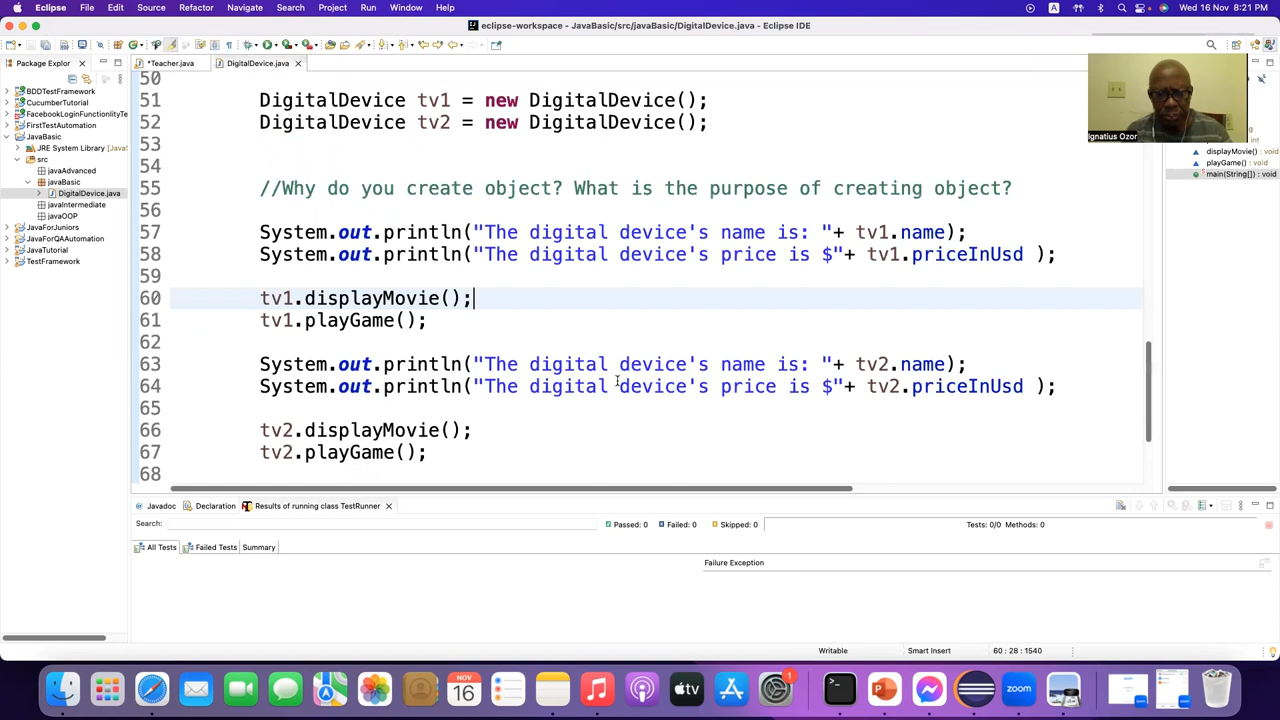 Eclipse File Edit Source Refactor Navigate Search Project Run Window Help Wed 16 Nov 8:21 PM
eclipse-workspace - JavaBasic/src/javaBasic/DigitalDevice.java - Eclipse IDE
Package Explor
*Teacher.java DigitalDevice.java
BDDTestFramework
CucumberTutorial
FacebookLoginFunctionlityTe
FirstTestAutomation
JavaBasic
JRE System Library [Java
src
javaAdvanced
javaBasic
DigitalDevice.java
javaIntermediate
javaOOP
JavaForJuniors
JavaForQAAutomation
JavaTutorial
TestFramework
50
51 DigitalDevice tv1 = new DigitalDevice();
52 DigitalDevice tv2 = new DigitalDevice();
53
54
55 //Why do you create object? What is the purpose of creating object?
56
57 System.out.println("The digital device's name is: "+ tv1.name);
58 System.out.println("The digital device's price is $"+ tv1.priceInUsd );
59
60 tv1.displayMovie();
61 tv1.playGame();
62
63 System.out.println("The digital device's name is: "+ tv2.name);
64 System.out.println("The digital device's price is $"+ tv2.priceInUsd );
65
66 tv2.displayMovie();
67 tv2.playGame();
68
Ignatius Ozor
displayMovie() : void
playGame() : void
main(String[]) : void
Javadoc Declaration Results of running class TestRunner
Search: Passed: 0 Failed: 0 Skipped: 0 Tests: 0/0 Methods: 0
All Tests Failed Tests Summary
Failure Exception
Writable Smart Insert 60 : 28 : 1540
NOV
16
tv
1
zoom